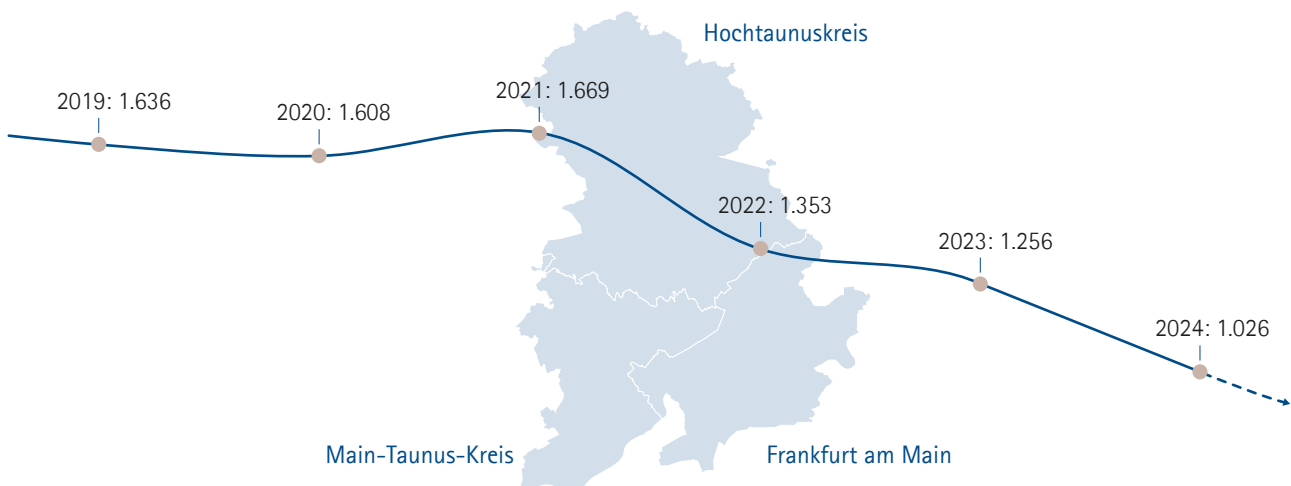 Hochtaunuskreis
2019: 1.636
2020: 1.608
2021: 1.669
2022: 1.353
2023: 1.256
2024: 1.026
Main-Taunus-Kreis
Frankfurt am Main